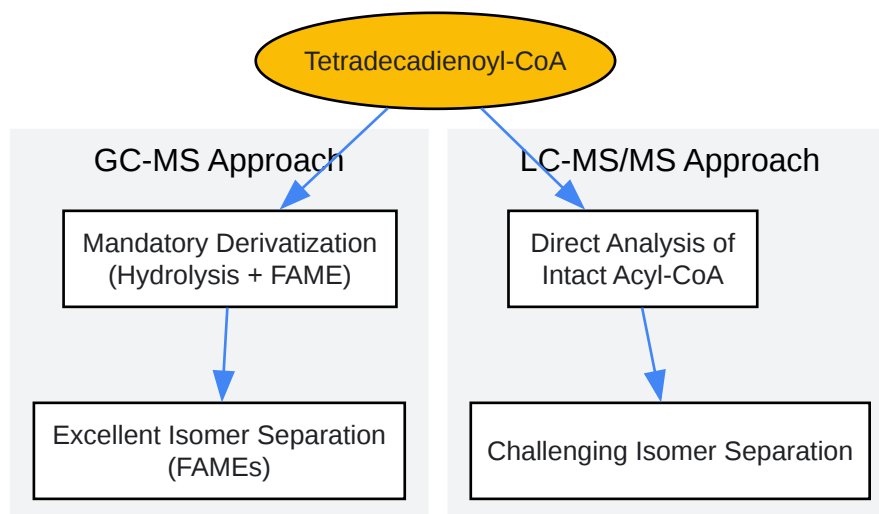 Tetradecadienoyl-CoA
GC-MS Approach
Mandatory Derivatization
(Hydrolysis + FAME)
Excellent Isomer Separation
(FAMEs)
LC-MS/MS Approach
Direct Analysis of
Intact Acyl-CoA
Challenging Isomer Separation